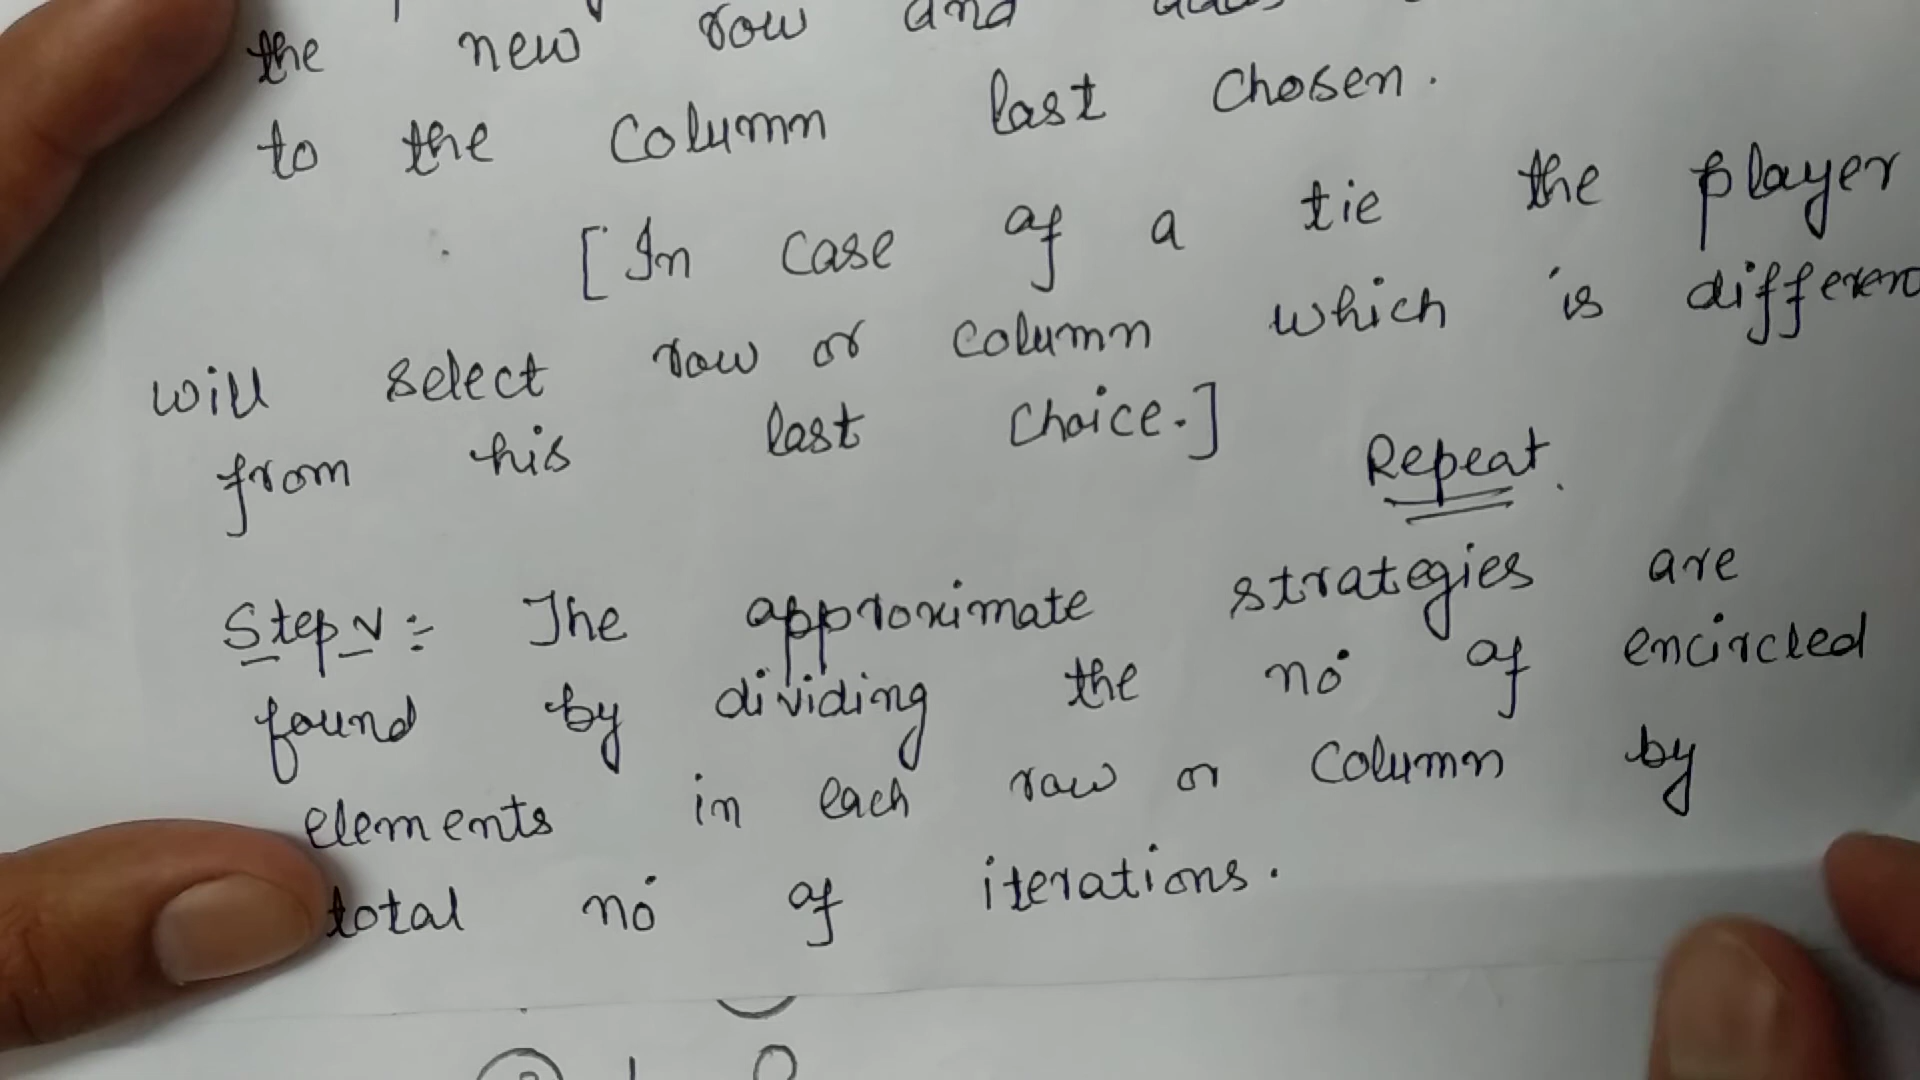 the new row and
to the column last chosen.
[In case of a tie the player
will select row or column which is differen
from his last choice.]
Repeat.
Step V:- The approximate strategies are
found by dividing the no of encircled
elements in each row or column by
total no of iterations.